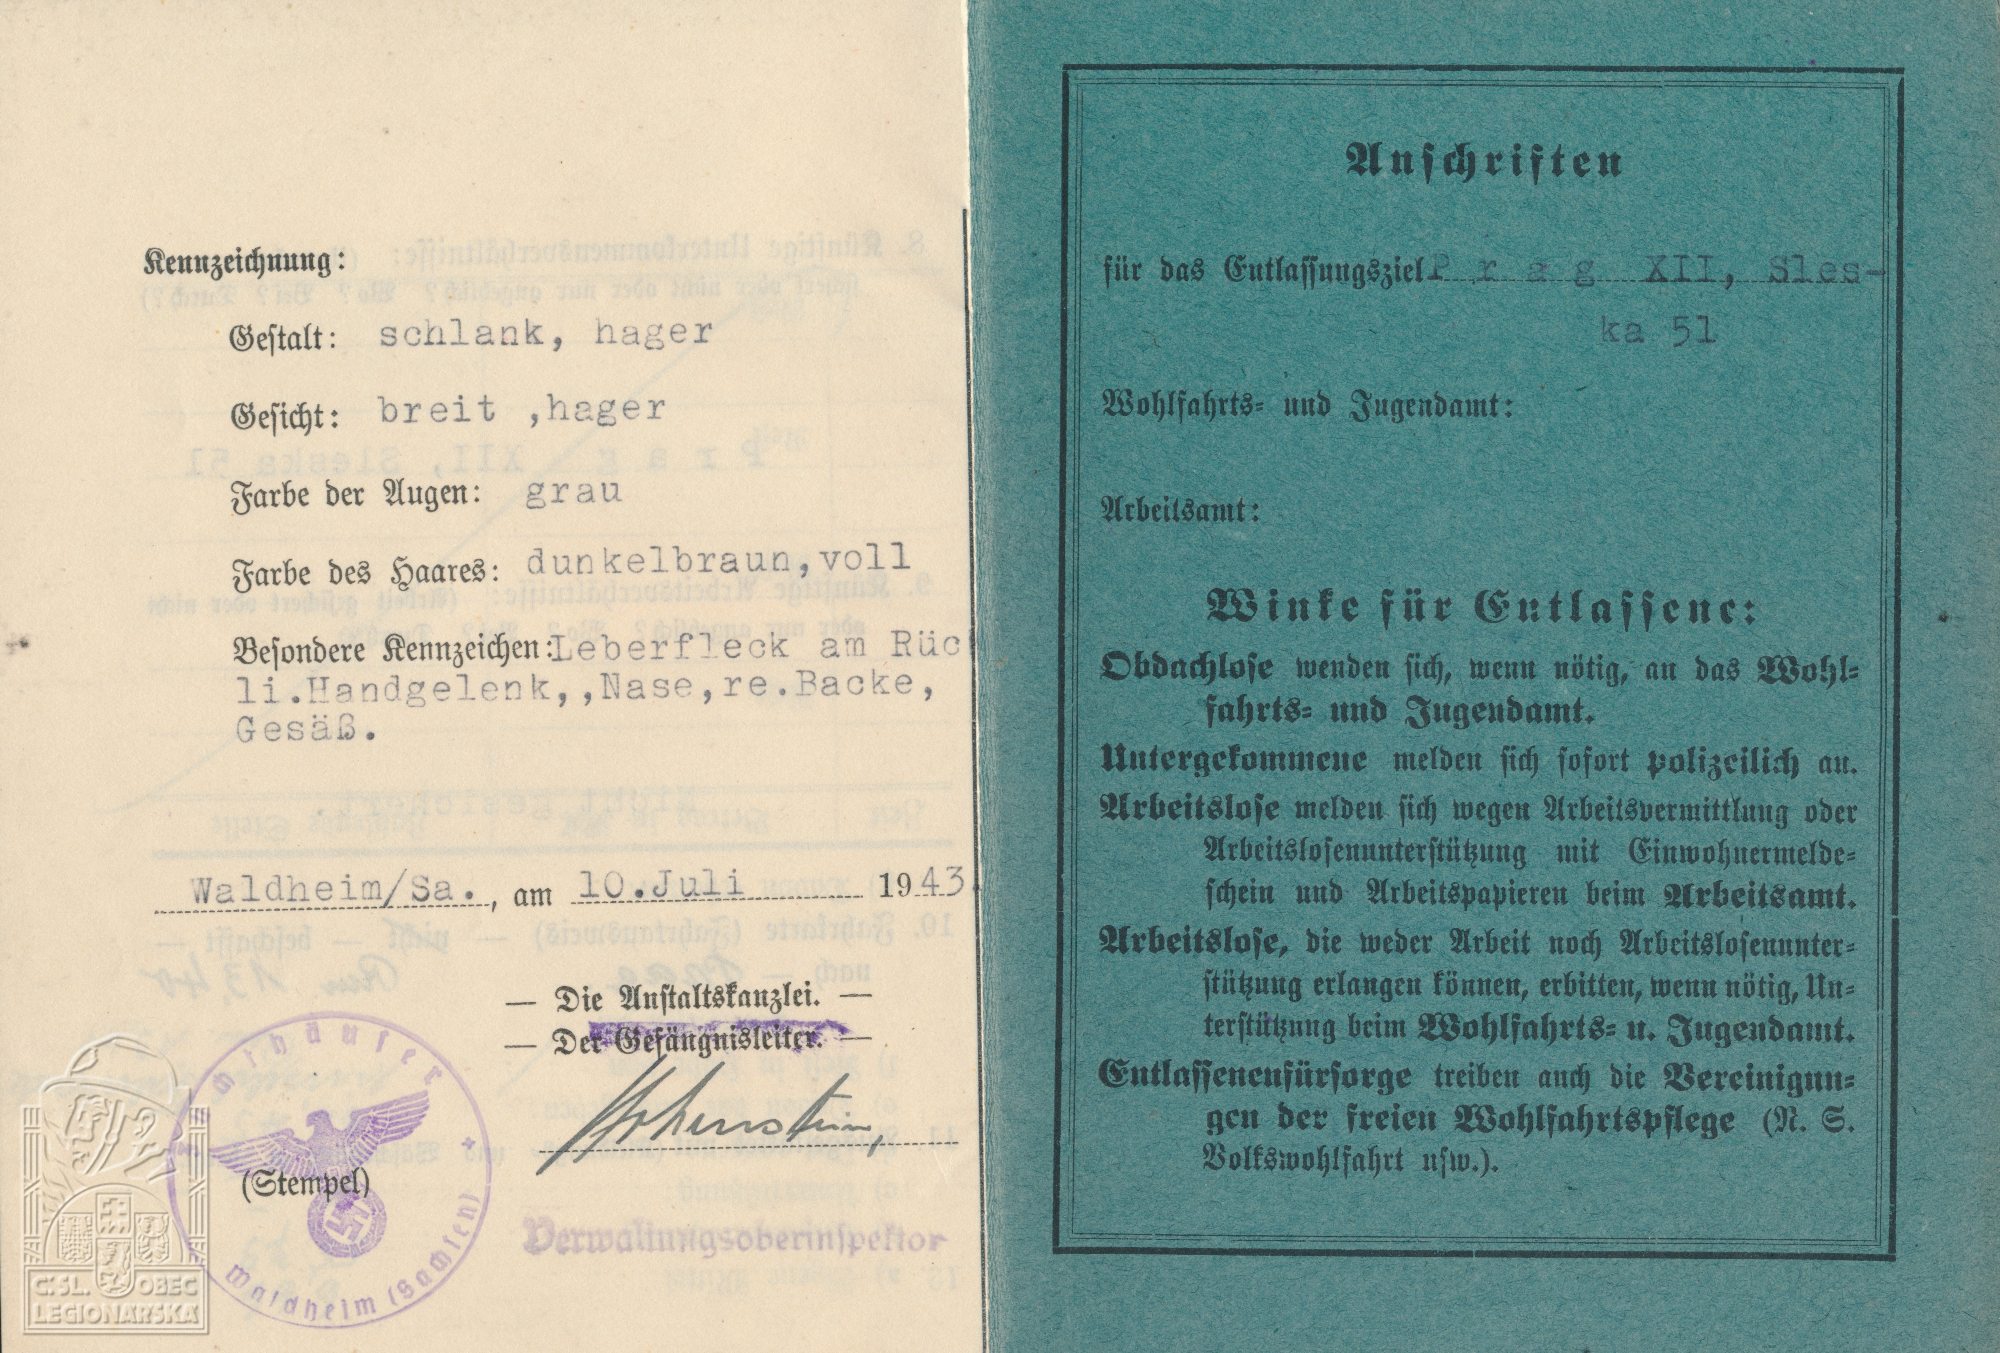 Kennzeichnung:
Gestalt: schlank, hager
Gesicht: breit ,hager
Farbe der Augen: grau
Farbe des Haares: dunkelbraun,voll
Besondere Kennzeichen: Leberfleck am Rüc
li.Handgelenk,,Nase,re.Backe,
Gesäß.
Waldheim/Sa. , am 10.Juli 1943.
— Die Anstaltskanzlei. —
— Der Gefängnisleiter. —
Hohenstein,
(Stempel)
Waldheim (Sachsen)
Verwaltungsoberinspektor
Č.SL. OBEC
LEGIONÁŘSKÁ
Anschriften
für das Entlassungsziel P r a g XII, Sles-
ka 51
Wohlfahrts- und Jugendamt:
Arbeitsamt:
Winke für Entlassene:
Obdachlose wenden sich, wenn nötig, an das Wohl-
fahrts- und Jugendamt.
Untergekommene melden sich sofort polizeilich an.
Arbeitslose melden sich wegen Arbeitsvermittlung oder
Arbeitslosenunterstützung mit Einwohnermelde-
schein und Arbeitspapieren beim Arbeitsamt.
Arbeitslose, die weder Arbeit noch Arbeitslosenunter-
stützung erlangen können, erbitten, wenn nötig, Un-
terstützung beim Wohlfahrts- u. Jugendamt.
Entlassenenfürsorge treiben auch die Vereinigun-
gen der freien Wohlfahrtspflege (N. S.
Volkswohlfahrt usw.).